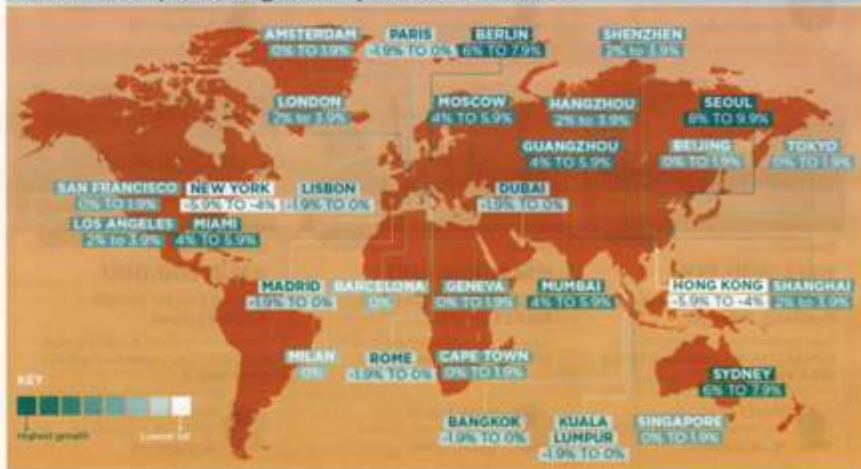 AMSTERDAM
0% TO 1.9%
PARIS
-1.9% TO 0%
BERLIN
6% TO 7.9%
SHENZHEN
2% to 3.9%
LONDON
2% to 3.9%
MOSCOW
4% TO 5.9%
HANGZHOU
2% to 3.9%
SEOUL
8% TO 9.9%
GUANGZHOU
4% TO 5.9%
BEIJING
0% TO 1.9%
TOKYO
0% TO 1.9%
SAN FRANCISCO
0% TO 1.9%
NEW YORK
-5.9% TO -4%
LISBON
-1.9% TO 0%
DUBAI
-1.9% TO 0%
LOS ANGELES
2% to 3.9%
MIAMI
4% TO 5.9%
MADRID
-1.9% TO 0%
BARCELONA
0%
GENEVA
0% TO 1.9%
MUMBAI
4% TO 5.9%
HONG KONG
-5.9% TO -4%
SHANGHAI
2% to 3.9%
MILAN
0%
ROME
-1.9% TO 0%
CAPE TOWN
0% TO 1.9%
SYDNEY
6% TO 7.9%
KEY
Highest growth
Lowest
BANGKOK
-1.9% TO 0%
KUALA
LUMPUR
-1.9% TO 0%
SINGAPORE
0% TO 1.9%